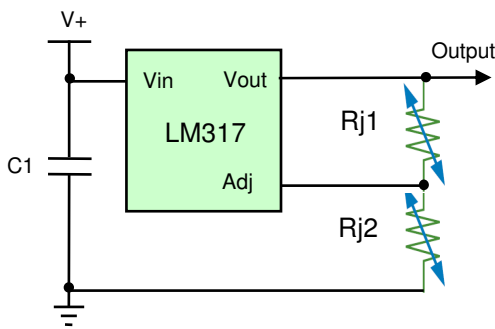 V+
Output
Vin
Vout
LM317
Rj1
C1
Adj
Rj2